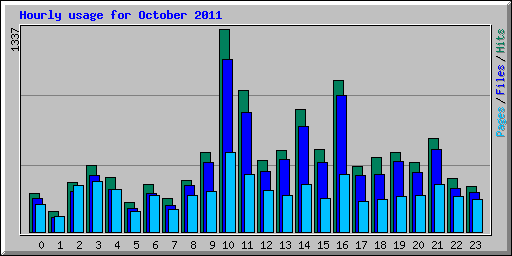 Hourly usage for October 2011
1337
Pages/Files/Hits
0 1 2 3 4 5 6 7 8 9 10 11 12 13 14 15 16 17 18 19 20 21 22 23